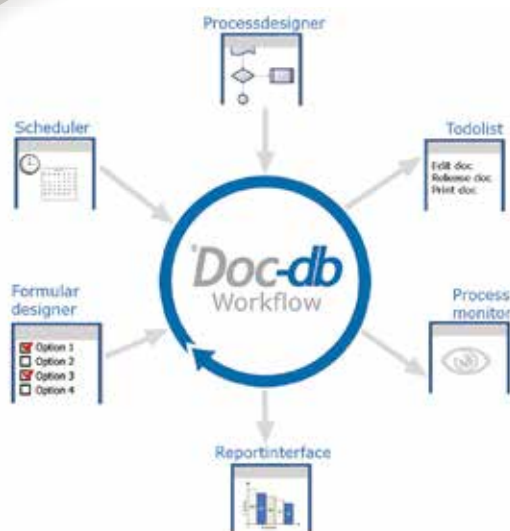 Processdesigner
Scheduler
Todolist
Edit doc
Release doc
Print doc
Doc-db
Workflow
Formular
designer
Option 1
Option 2
Option 3
Option 4
Process
monitor
Reportinterface